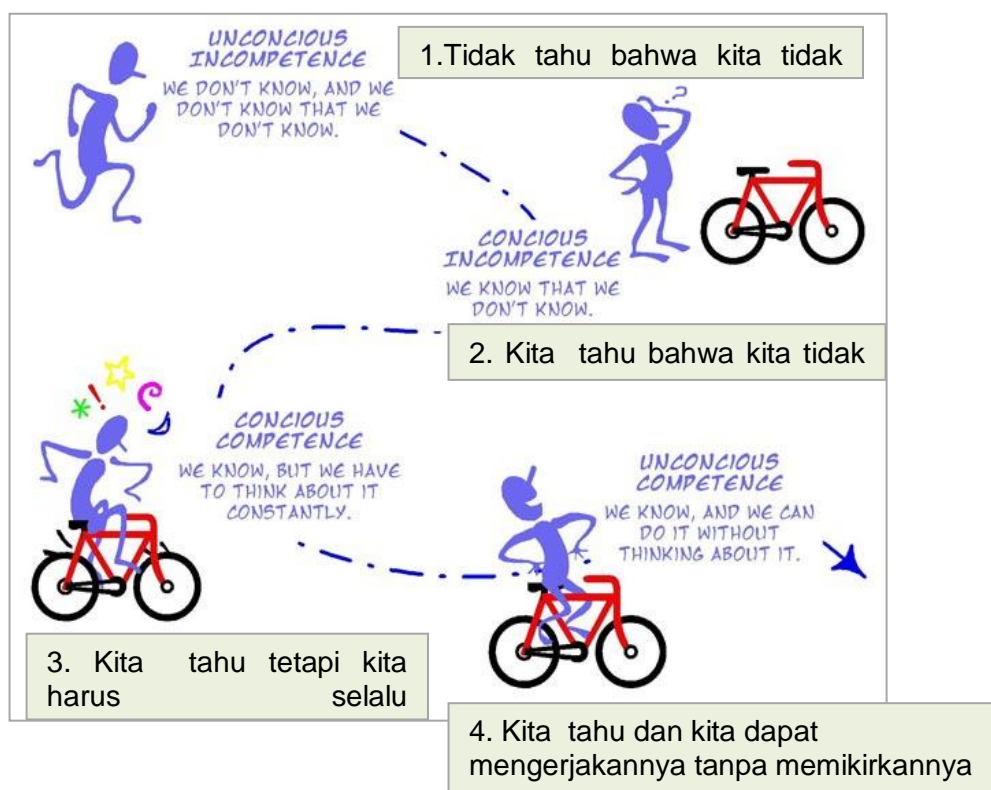 UNCONCIOUS
INCOMPETENCE
WE DON'T KNOW, AND WE
DON'T KNOW THAT WE
DON'T KNOW.
1.Tidak tahu bahwa kita tidak
?
CONCIOUS
INCOMPETENCE
WE KNOW THAT WE
DON'T KNOW.
2. Kita tahu bahwa kita tidak
*!
CONCIOUS
COMPETENCE
WE KNOW, BUT WE HAVE
TO THINK ABOUT IT
CONSTANTLY.
3. Kita tahu tetapi kita
harus selalu
UNCONCIOUS
COMPETENCE
WE KNOW, AND WE CAN
DO IT WITHOUT
THINKING ABOUT IT.
4. Kita tahu dan kita dapat
mengerjakannya tanpa memikirkannya